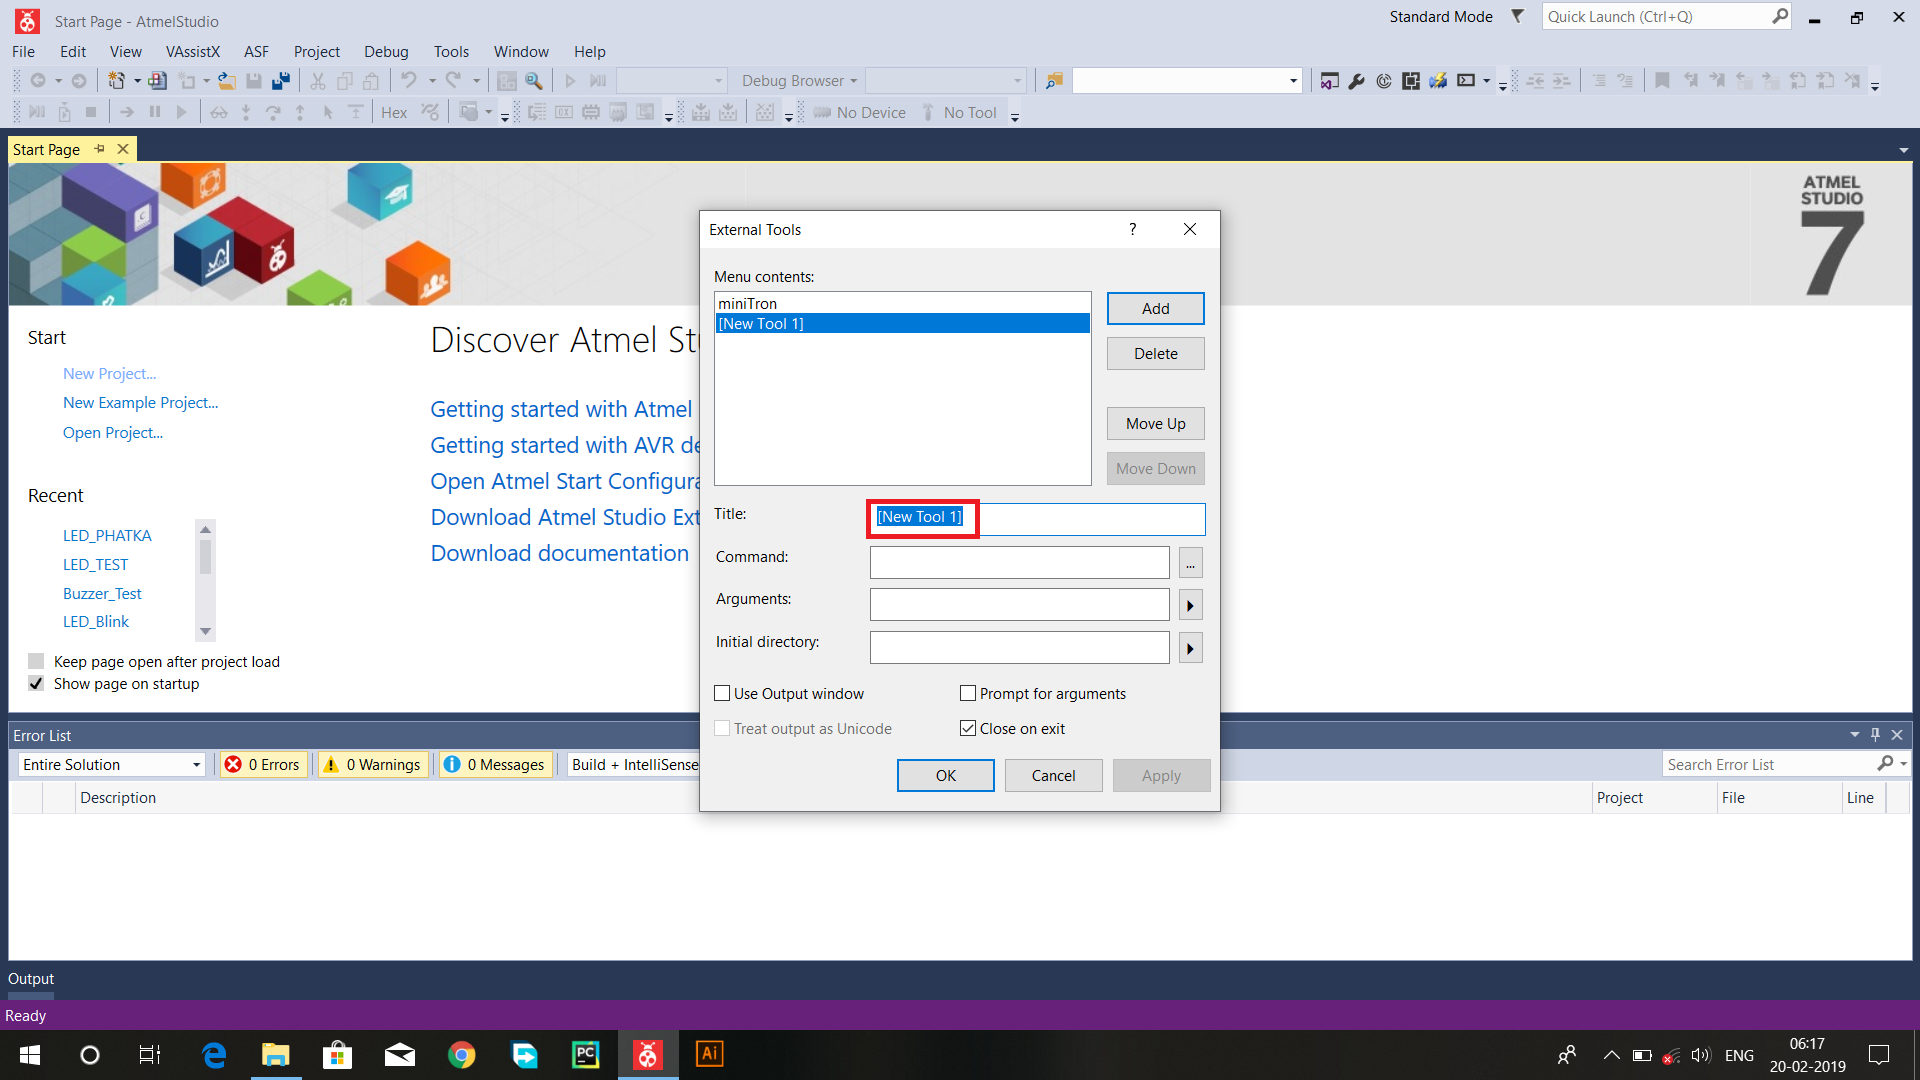 Start Page - AtmelStudio
Standard Mode
Quick Launch (Ctrl+Q)
File Edit View VAssistX ASF Project Debug Tools Window Help
Debug Browser
Hex
No Device
No Tool
Start Page
ATMEL
STUDIO
7
Start
New Project...
New Example Project...
Open Project...
Recent
LED_PHATKA
LED_TEST
Buzzer_Test
LED_Blink
Keep page open after project load
Show page on startup
Discover Atmel St
Getting started with Atmel
Getting started with AVR de
Open Atmel Start Configura
Download Atmel Studio Ext
Download documentation
External Tools
?
Menu contents:
miniTron
[New Tool 1]
Add
Delete
Move Up
Move Down
Title:
[New Tool 1]
Command:
...
Arguments:
Initial directory:
Use Output window
Prompt for arguments
Treat output as Unicode
Close on exit
OK
Cancel
Apply
Error List
Entire Solution
0 Errors
0 Warnings
0 Messages
Build + IntelliSense
Search Error List
Description
Project
File
Line
Output
Ready
PC
Ai
ENG
06:17
20-02-2019